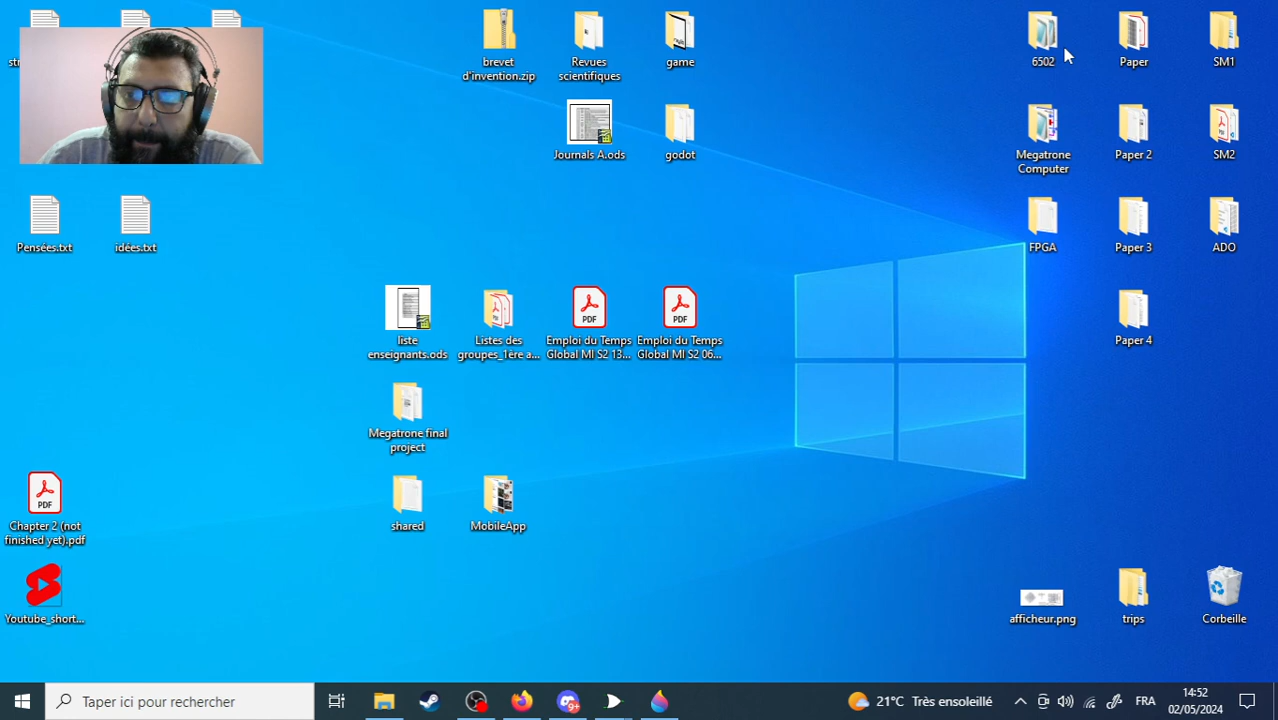 brevet
d'invention.zip
Revues
scientifiques
game
6502
Paper
SM1
Journals A.ods
godot
Megatrone
Computer
Paper 2
SM2
Pensées.txt
idées.txt
FPGA
Paper 3
ADO
liste
enseignants.ods
Listes des
groupes_1ère a...
PDF
Emploi du Temps
Global MI S2 13...
PDF
Emploi du Temps
Global MI S2 06...
Paper 4
Megatrone final
project
PDF
Chapter 2 (not
finished yet).pdf
shared
MobileApp
Youtube_short...
afficheur.png
trips
Corbeille
Taper ici pour rechercher
9+
21°C Très ensoleillé
FRA
14:52
02/05/2024